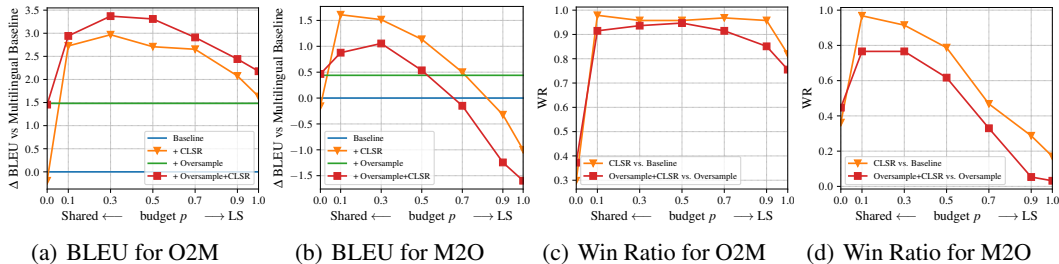 Δ BLEU vs Multilingual Baseline
3.5
3.0
2.5
2.0
1.5
1.0
0.5
0.0
Baseline
+ CLSR
+ Oversample
+ Oversample+CLSR
0.0 0.1 0.3 0.5 0.7 0.9 1.0
Shared ⟵ budget p ⟶ LS
(a) BLEU for O2M
Δ BLEU vs Multilingual Baseline
1.5
1.0
0.5
0.0
−0.5
−1.0
−1.5
Baseline
+ CLSR
+ Oversample
+ Oversample+CLSR
0.0 0.1 0.3 0.5 0.7 0.9 1.0
Shared ⟵ budget p ⟶ LS
(b) BLEU for M2O
WR
1.0
0.9
0.8
0.7
0.6
0.5
0.4
0.3
CLSR vs. Baseline
Oversample+CLSR vs. Oversample
0.0 0.1 0.3 0.5 0.7 0.9 1.0
Shared ⟵ budget p ⟶ LS
(c) Win Ratio for O2M
WR
1.0
0.8
0.6
0.4
0.2
0.0
CLSR vs. Baseline
Oversample+CLSR vs. Oversample
0.0 0.1 0.3 0.5 0.7 0.9 1.0
Shared ⟵ budget p ⟶ LS
(d) Win Ratio for M2O